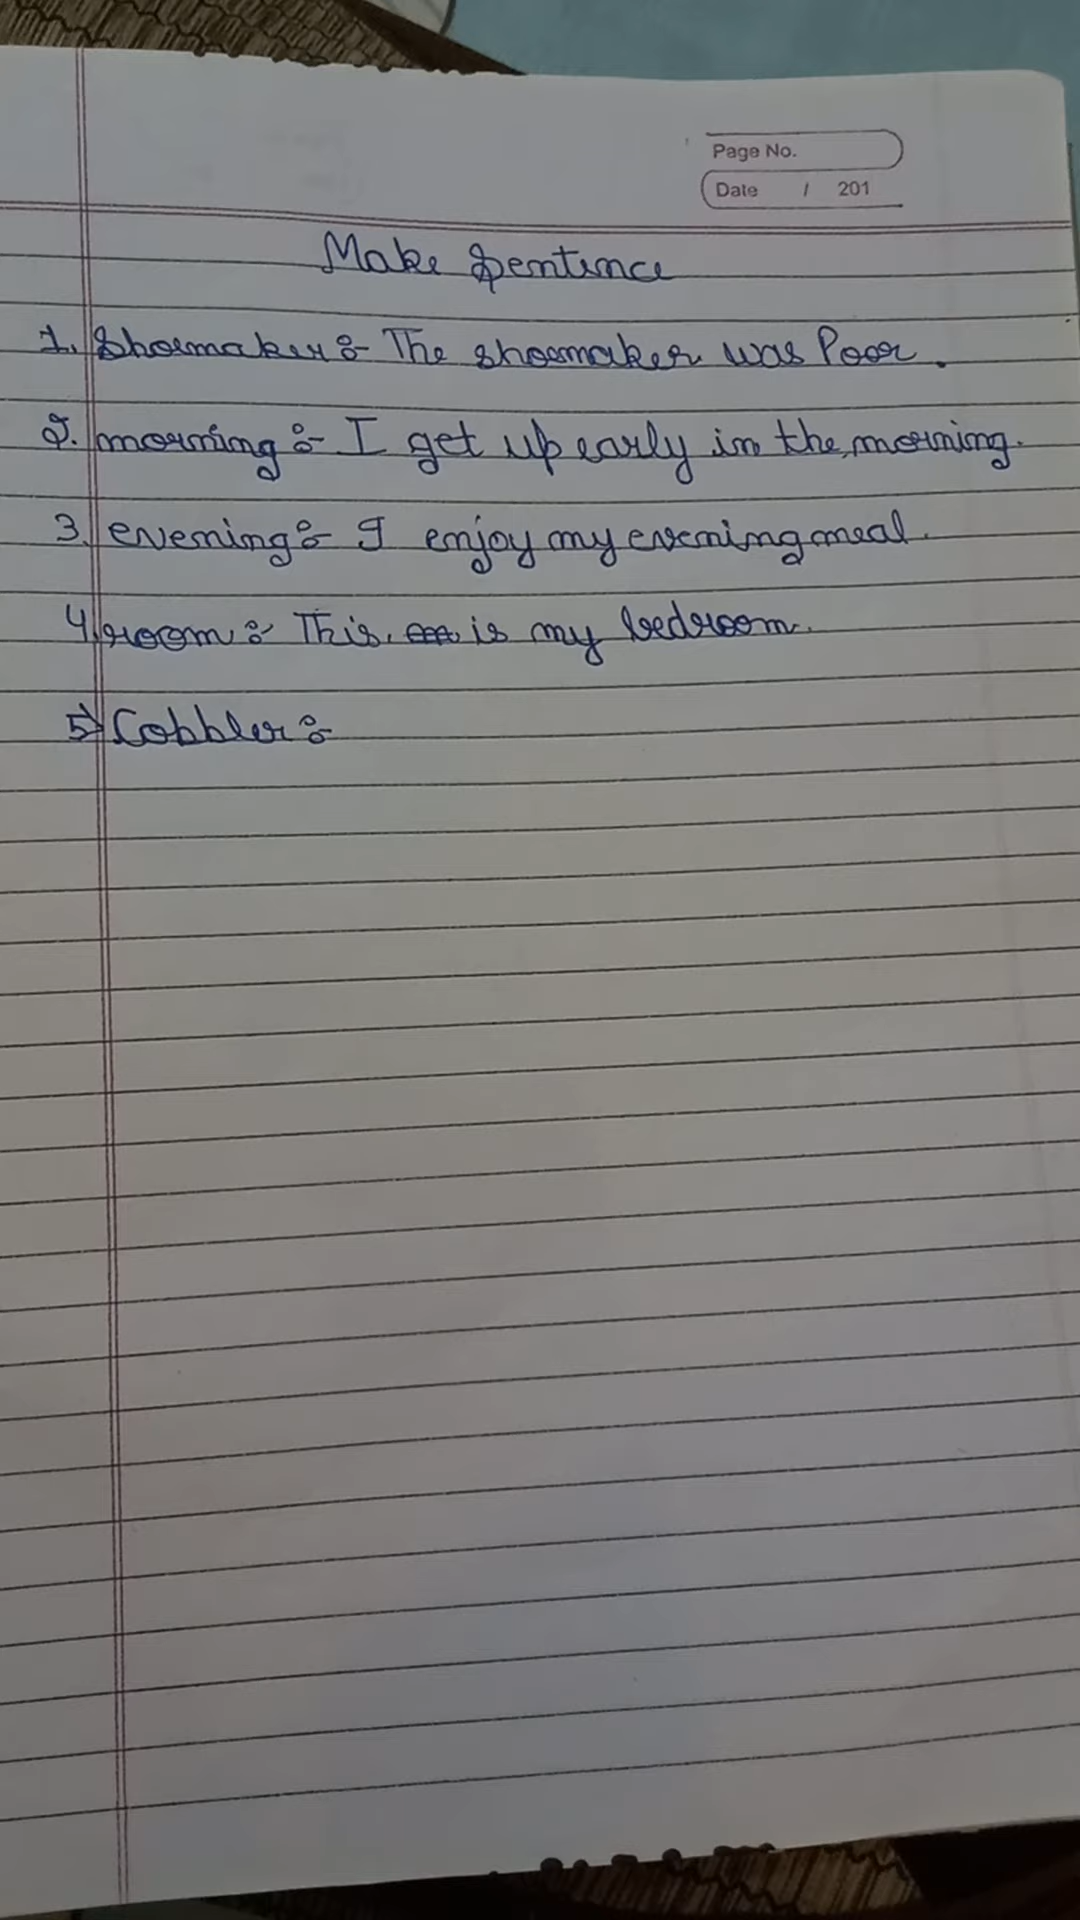 Page No.
Date / 201
Make Sentence
1. Shoemaker :- The shoemaker was Poor.
2. morning :- I get up early in the morning.
3. evening :- I enjoy my evening meal.
4. room :- This is my bedroom.
5) Cobbler :-